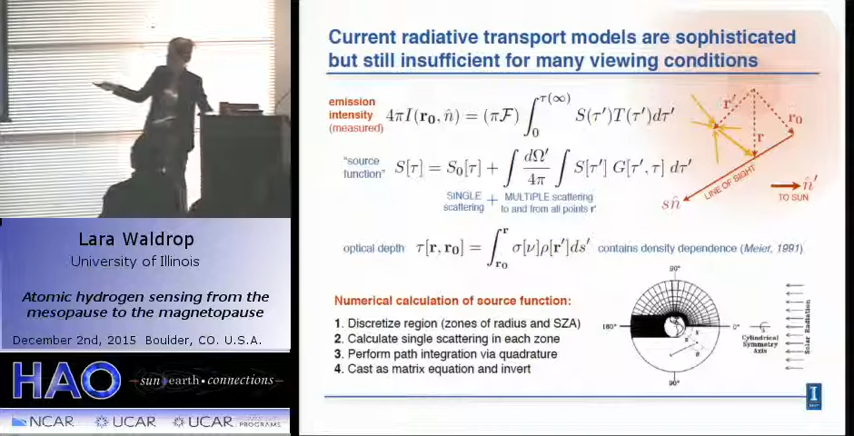 Current radiative transport models are sophisticated
but still insufficient for many viewing conditions
emission
intensity
(measured)
4πI(r₀, n̂) = (πF) ∫₀^τ(∞) S(τ')T(τ')dτ'
"source
function"
S[τ] = S₀[τ] + ∫ dΩ'/4π ∫ S[τ'] G[τ', τ] dτ'
SINGLE + MULTIPLE scattering
scattering to and from all points r'
optical depth τ[r, r₀] = ∫_r₀^r σ[ν]ρ[r']ds' contains density dependence (Meier, 1991)
r'
r₀
r
LINE OF SIGHT
sn̂
n̂'
TO SUN
Numerical calculation of source function:
1. Discretize region (zones of radius and SZA)
2. Calculate single scattering in each zone
3. Perform path integration via quadrature
4. Cast as matrix equation and invert
90°
180°
0°
90°
Cylindrical
Symmetry
Axis
Solar Radiation
I
Lara Waldrop
University of Illinois
Atomic hydrogen sensing from the
mesopause to the magnetopause
December 2nd, 2015 Boulder, CO. U.S.A.
HAO
sun earth connections
NCAR UCAR UCAR PROGRAMS